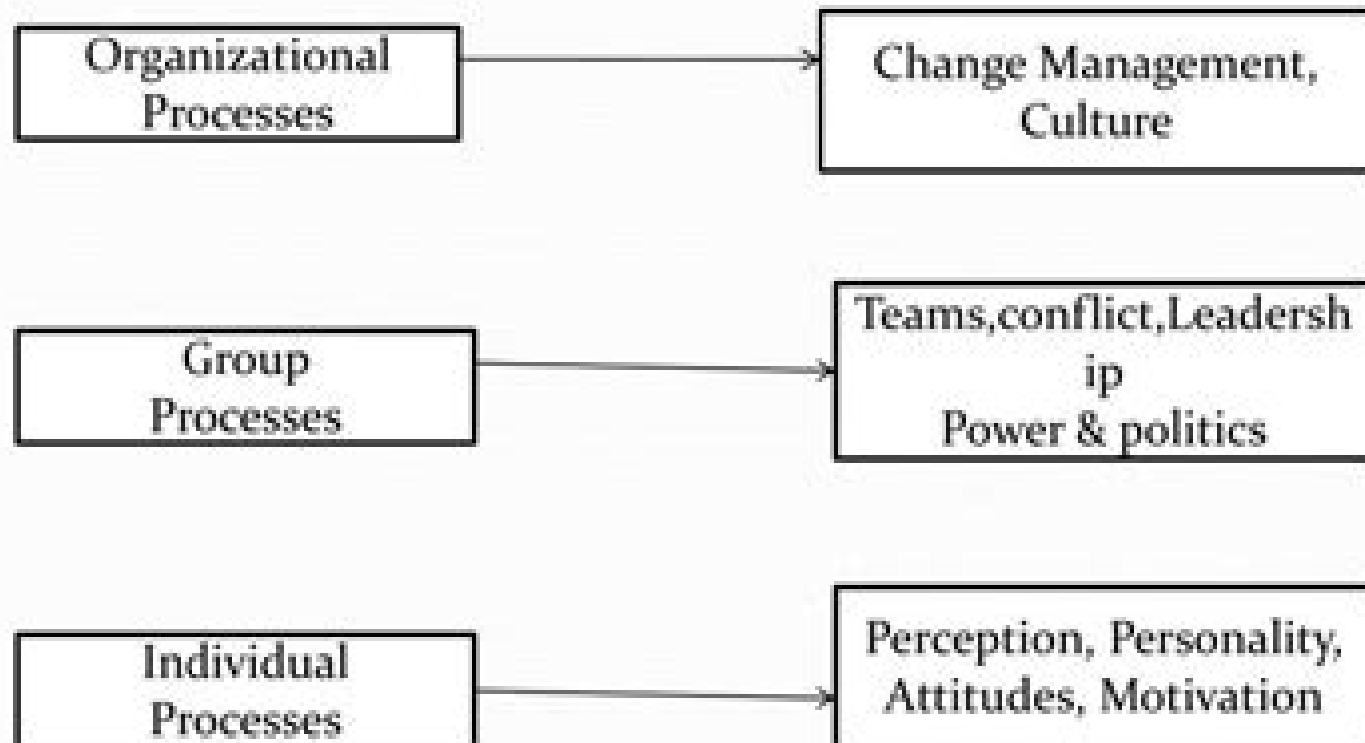 Organizational
Processes
Change Management,
Culture
Group
Processes
Teams,conflict,Leadersh
ip
Power & politics
Individual
Processes
Perception, Personality,
Attitudes, Motivation